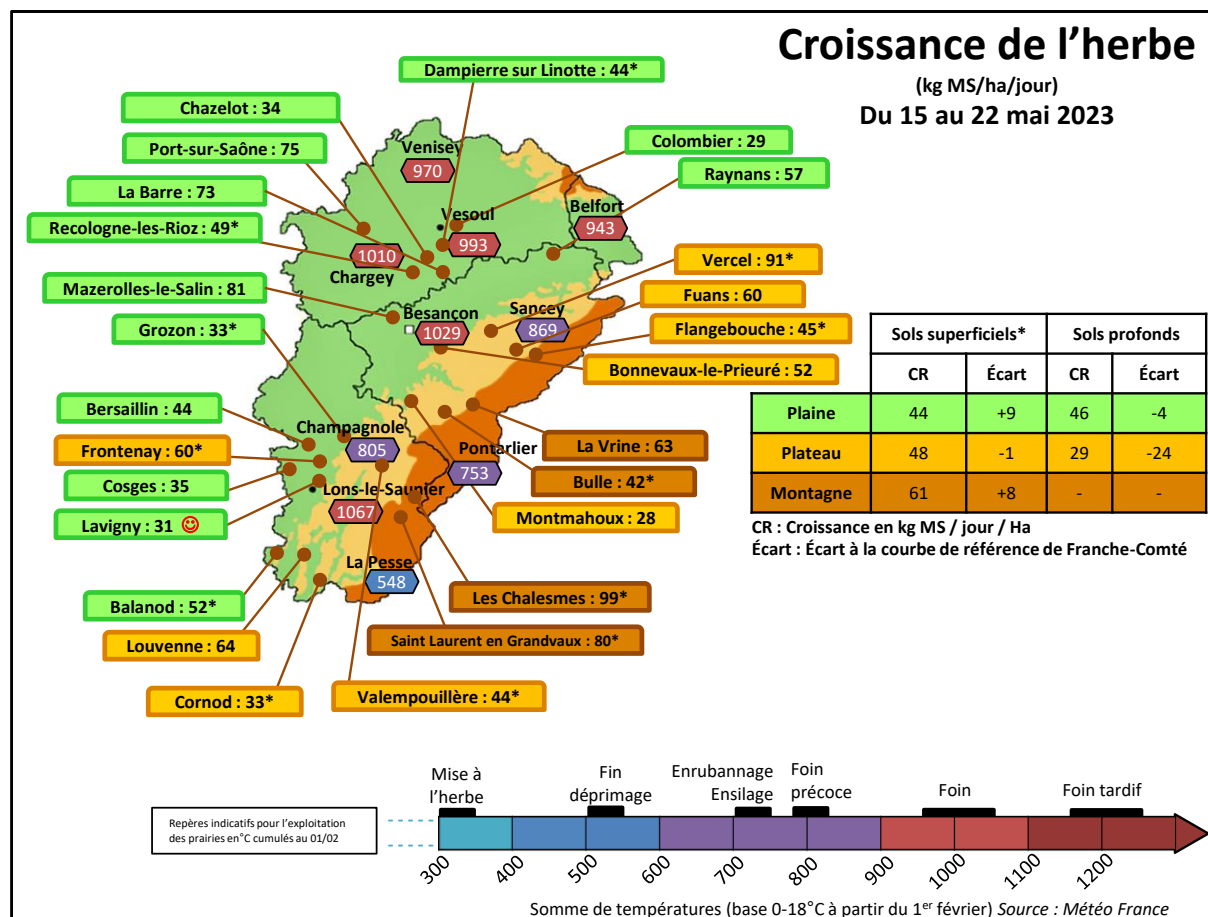 Croissance de l'herbe
(kg MS/ha/jour)
Du 15 au 22 mai 2023
Dampierre sur Linotte : 44*
Chazelot : 34
Port-sur-Saône : 75
La Barre : 73
Recologne-les-Rioz : 49*
Mazerolles-le-Salin : 81
Grozon : 33*
Bersaillin : 44
Frontenay : 60*
Cosges : 35
Lavigny : 31
Balanod : 52*
Louvenne : 64
Cornod : 33*
Valempouillère : 44*
Saint Laurent en Grandvaux : 80*
Les Chalesmes : 99*
Montmahoux : 28
Bulle : 42*
La Vrine : 63
Bonnevaux-le-Prieuré : 52
Flangebouche : 45*
Fuans : 60
Vercel : 91*
Raynans : 57
Colombier : 29
Venisey
970
Vesoul
993
Belfort
943
1010
Chargey
Besançon
1029
Sancey
869
Champagnole
805
Pontarlier
753
Lons-le-Saunier
1067
La Pesse
548
Sols superficiels* Sols profonds
CR Écart CR Écart
Plaine 44 +9 46 -4
Plateau 48 -1 29 -24
Montagne 61 +8 - -
CR : Croissance en kg MS / jour / Ha
Écart : Écart à la courbe de référence de Franche-Comté
Mise à
l'herbe
Fin
déprimage
Enrubannage
Ensilage
Foin
précoce
Foin
Foin tardif
Repères indicatifs pour l'exploitation
des prairies en°C cumulés au 01/02
300 400 500 600 700 800 900 1000 1100 1200
Somme de températures (base 0-18°C à partir du 1er février) Source : Météo France